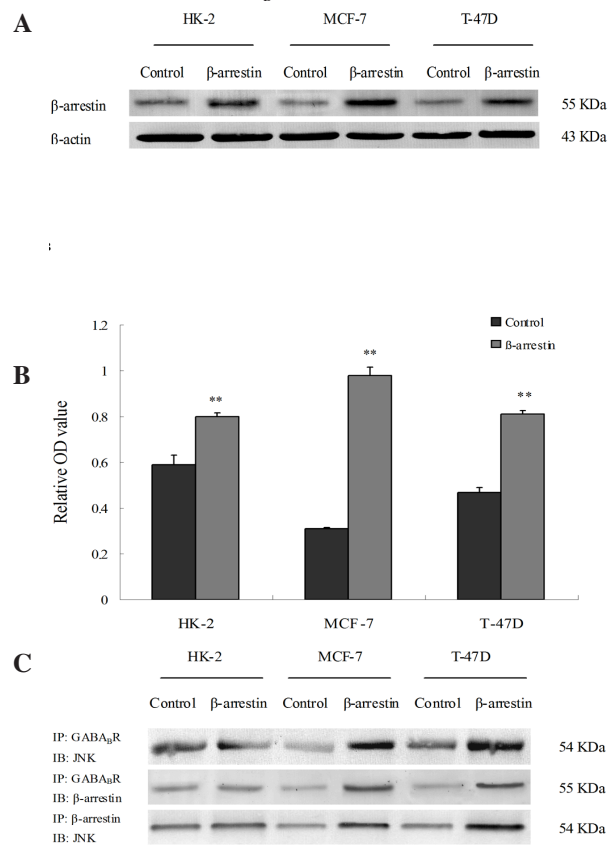 A
HK-2 MCF-7 T-47D
Control β-arrestin Control β-arrestin Control β-arrestin
β-arrestin 55 KDa
ß-actin 43 KDa
B
1.2
1
0.8
0.6
0.4
0.2
0
Relative OD value
Control
ß-arrestin
** ** **
HK-2 MCF-7 T-47D
C
HK-2 MCF-7 T-47D
Control β-arrestin Control β-arrestin Control β-arrestin
IP: GABABR
IB: JNK 54 KDa
IP: GABABR
IB: β-arrestin 55 KDa
IP: β-arrestin
IB: JNK 54 KDa